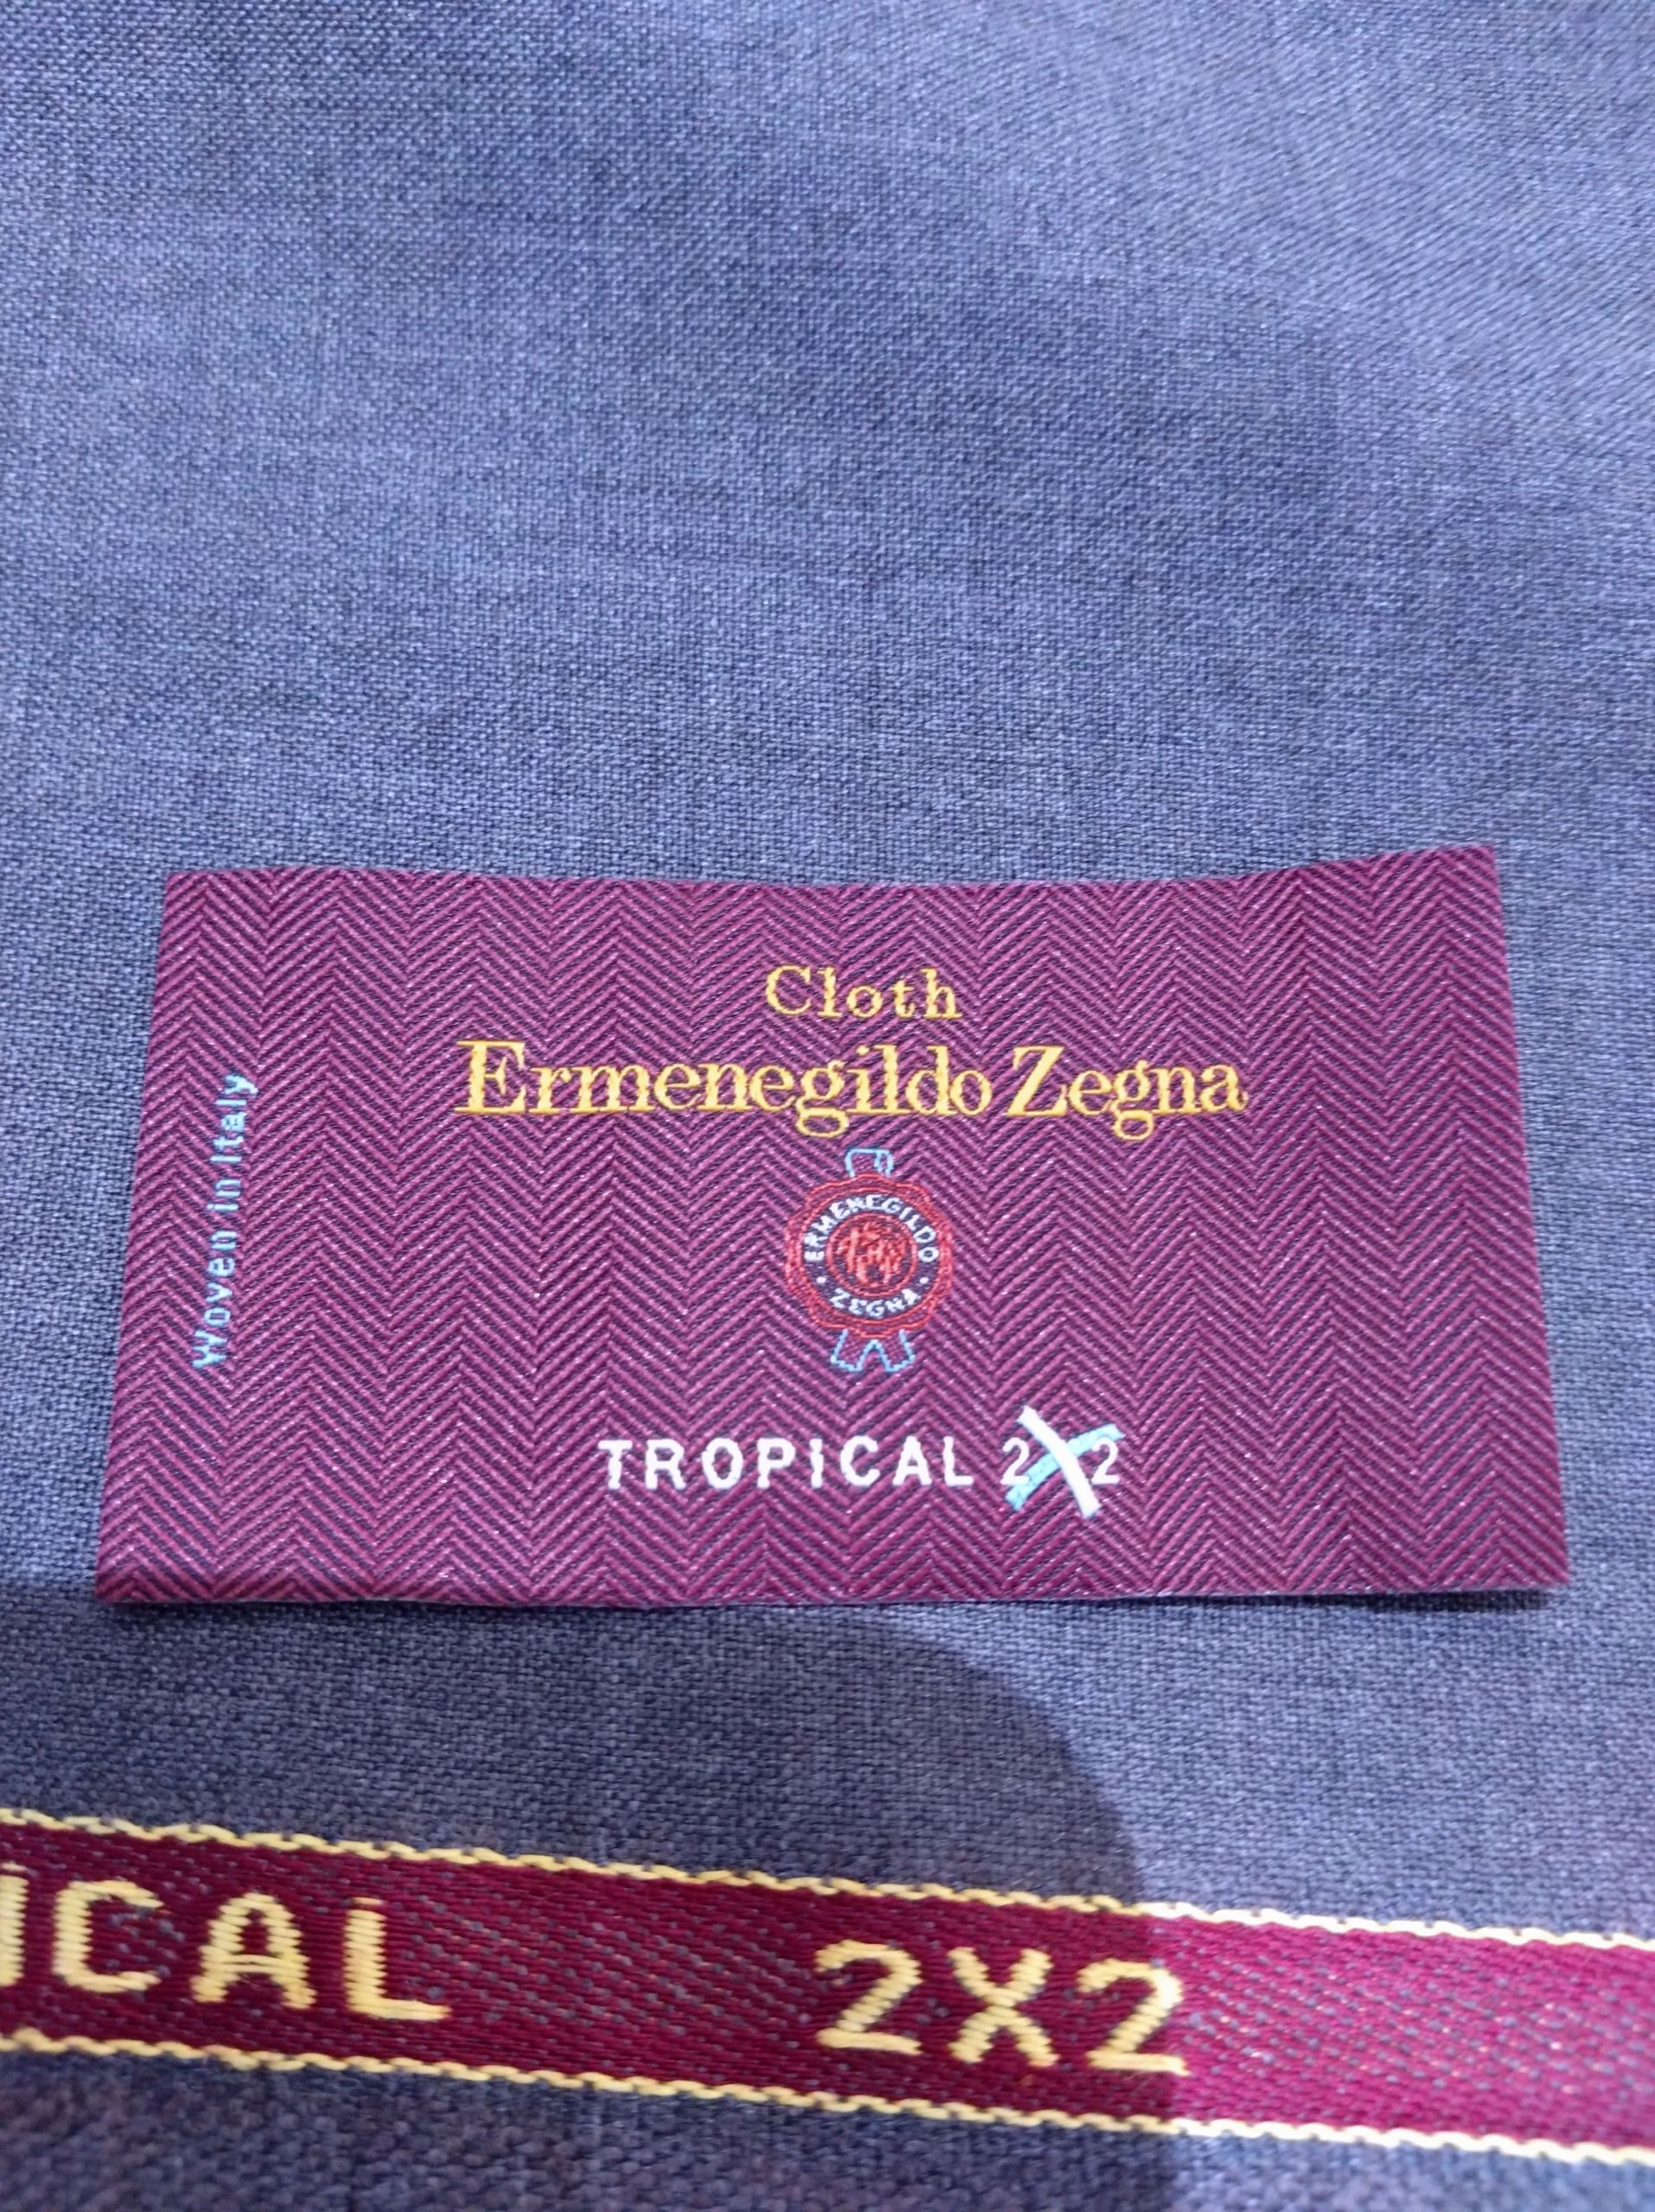 Cloth
Ermenegildo Zegna
Woven in Italy
ERMENEGILDO
ZEGNA
TROPICAL 2X2
ICAL 2X2